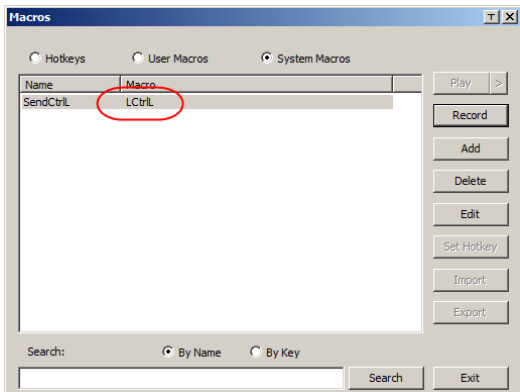 Macros
Hotkeys User Macros System Macros
Name Macro
SendCtrlL LCtrlL
Play >
Record
Add
Delete
Edit
Set Hotkey
Import
Export
Search: By Name By Key
Search Exit